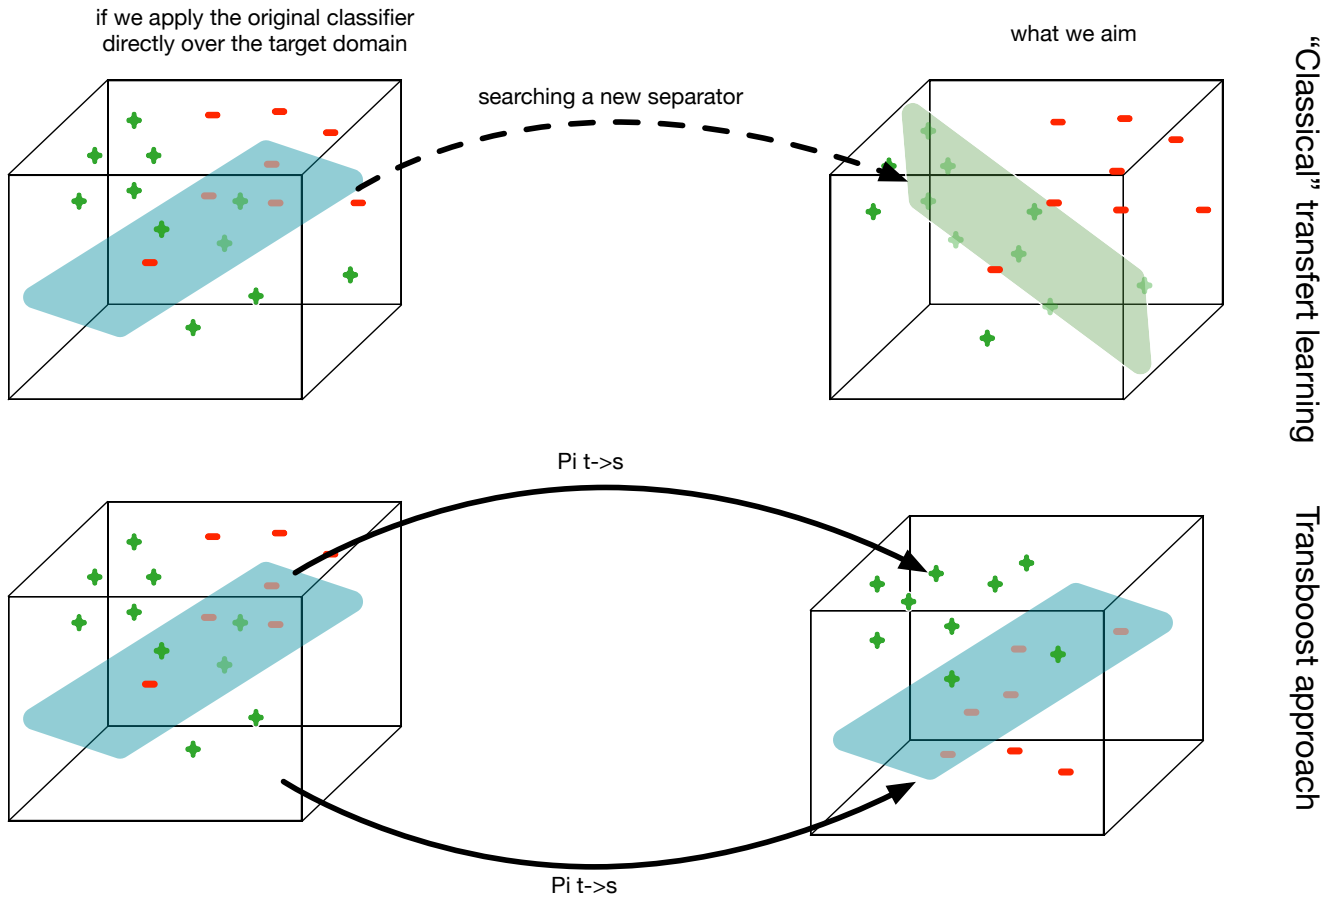 if we apply the original classifier
directly over the target domain
what we aim
searching a new separator
“Classical” transfert learning
Pi t->s
Transboost approach
Pi t->s